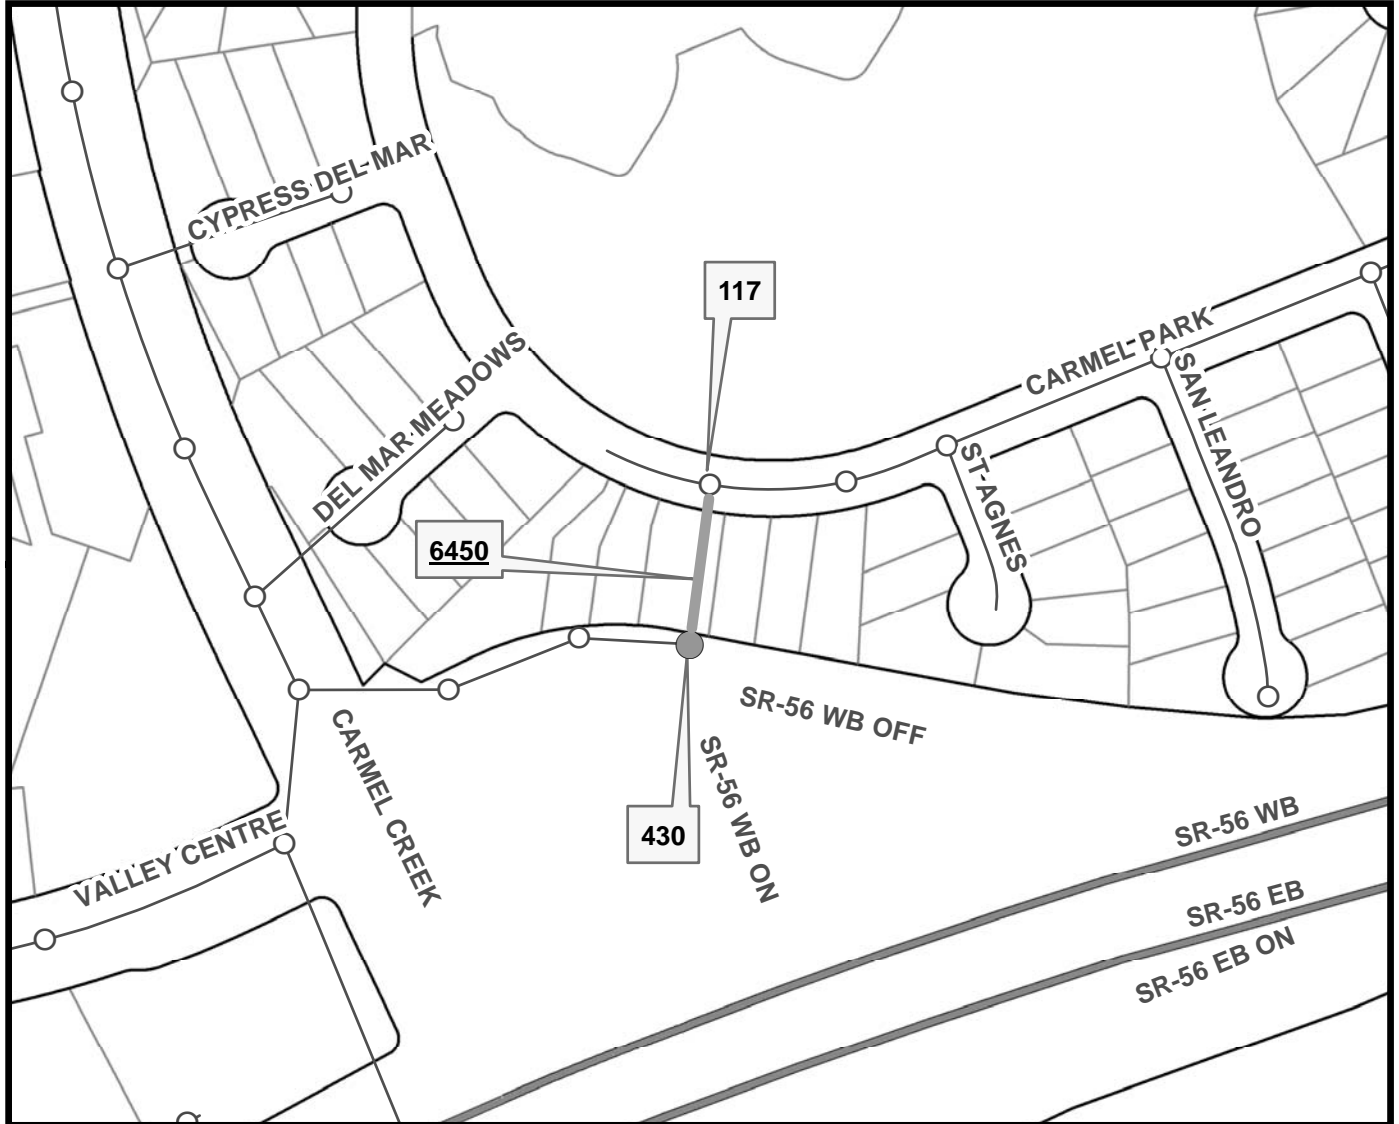 CYPRESS DEL MAR
117
CARMEL PARK
DEL MAR MEADOWS
SAN LEANDRO
ST AGNES
6450
SR-56 WB OFF
CARMEL CREEK
SR-56 WB ON
430
VALLEY CENTRE
SR-56 WB
SR-56 EB
SR-56 EB ON